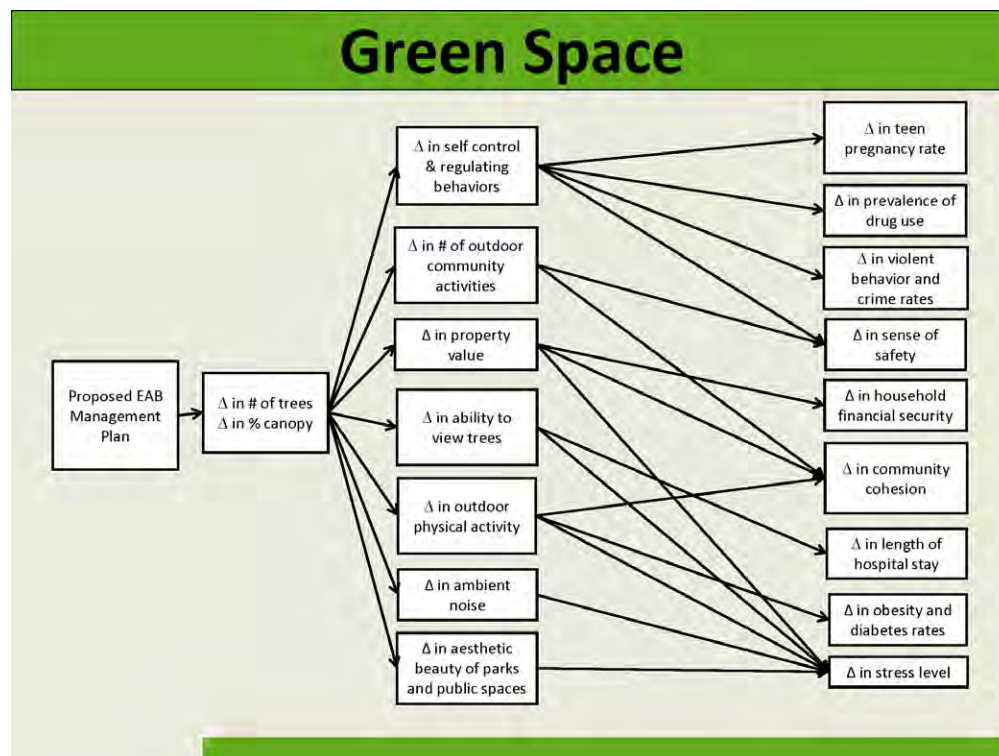 Green Space
Proposed EAB
Management
Plan
Δ in # of trees
Δ in % canopy
Δ in self control
& regulating
behaviors
Δ in # of outdoor
community
activities
Δ in property
value
Δ in ability to
view trees
Δ in outdoor
physical activity
Δ in ambient
noise
Δ in aesthetic
beauty of parks
and public spaces
Δ in teen
pregnancy rate
Δ in prevalence of
drug use
Δ in violent
behavior and
crime rates
Δ in sense of
safety
Δ in household
financial security
Δ in community
cohesion
Δ in length of
hospital stay
Δ in obesity and
diabetes rates
Δ in stress level